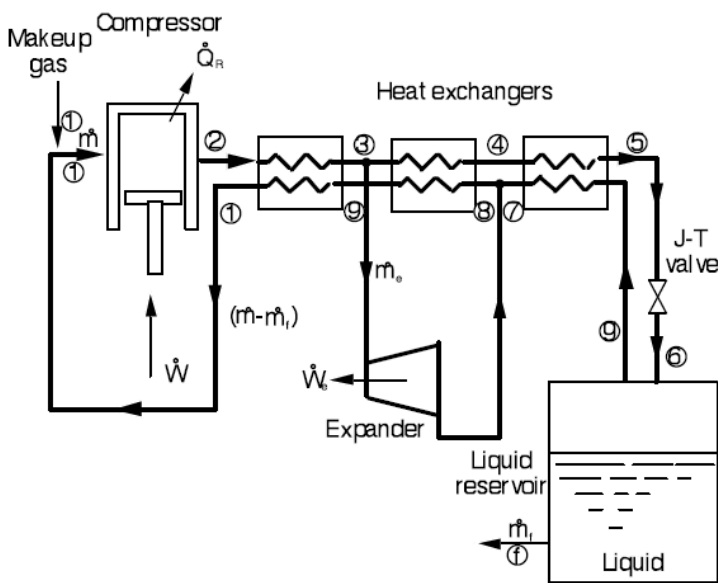 Makeup
gas
Compressor
Q̇R
Heat exchangers
①
ṁ
①
②
③
④
⑤
①
⑨
⑧
⑦
J-T
valve
ṁe
(ṁ-ṁf)
⑨
⑥
Ẇ
Ẇe
Expander
Liquid
reservoir
ṁf
ⓕ
Liquid